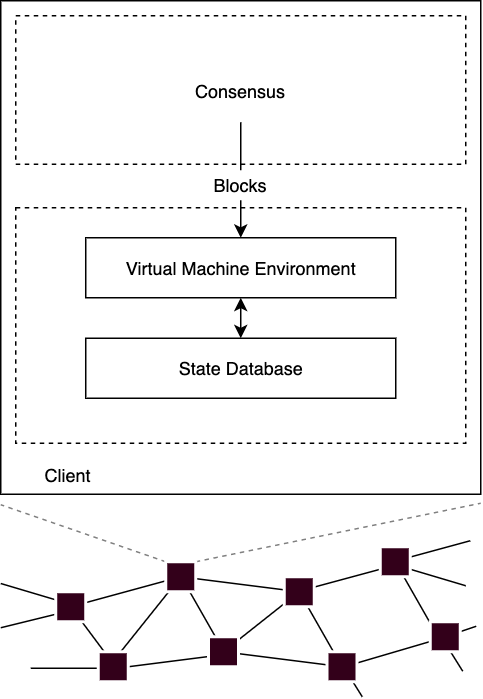 Consensus
Blocks
Virtual Machine Environment
State Database
Client